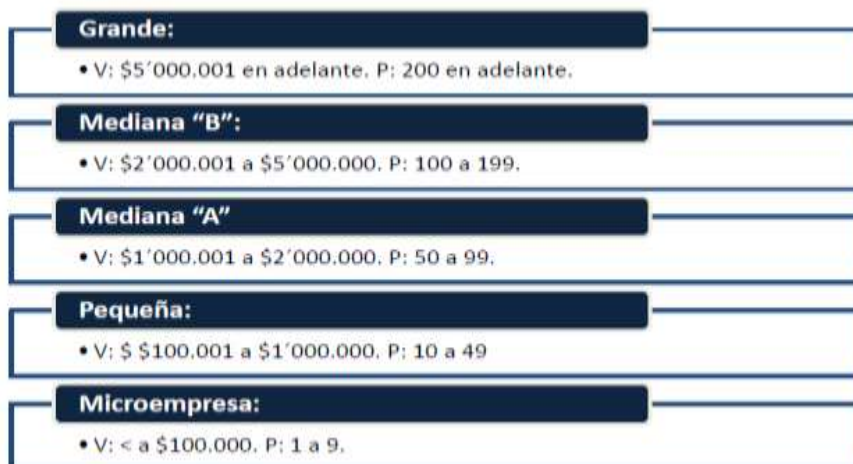 Grande:
• V: $5´000.001 en adelante. P: 200 en adelante.
Mediana “B”:
• V: $2´000.001 a $5´000.000. P: 100 a 199.
Mediana “A”
• V: $1´000.001 a $2´000.000. P: 50 a 99.
Pequeña:
• V: $ $100.001 a $1´000.000. P: 10 a 49
Microempresa:
• V: < a $100.000. P: 1 a 9.